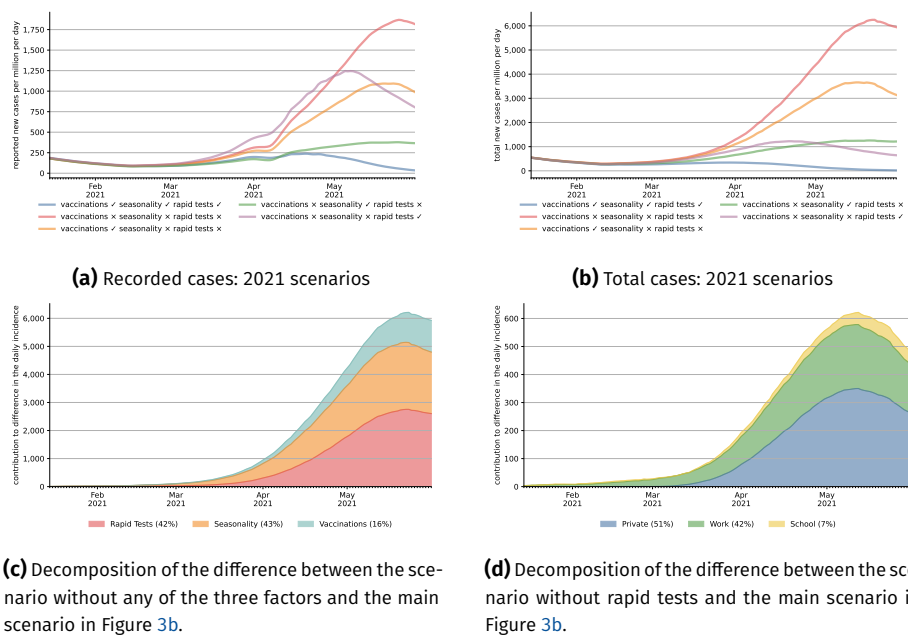 reported new cases per million per day
1,750
1,500
1,250
1,000
750
500
250
0
Feb
2021
Mar
2021
Apr
2021
May
2021
vaccinations ✓ seasonality ✓ rapid tests ✓
vaccinations × seasonality × rapid tests ×
vaccinations ✓ seasonality × rapid tests ×
vaccinations × seasonality ✓ rapid tests ×
vaccinations × seasonality × rapid tests ✓
(a) Recorded cases: 2021 scenarios
total new cases per million per day
6,000
5,000
4,000
3,000
2,000
1,000
0
Feb
2021
Mar
2021
Apr
2021
May
2021
vaccinations ✓ seasonality ✓ rapid tests ✓
vaccinations × seasonality × rapid tests ×
vaccinations ✓ seasonality × rapid tests ×
vaccinations × seasonality ✓ rapid tests ×
vaccinations × seasonality × rapid tests ✓
(b) Total cases: 2021 scenarios
contribution to difference in the daily incidence
6,000
5,000
4,000
3,000
2,000
1,000
0
Feb
2021
Mar
2021
Apr
2021
May
2021
Rapid Tests (42%)
Seasonality (43%)
Vaccinations (16%)
(c) Decomposition of the difference between the sce-
nario without any of the three factors and the main
scenario in Figure 3b.
contribution to difference in the daily incidence
600
500
400
300
200
100
0
Feb
2021
Mar
2021
Apr
2021
May
2021
Private (51%)
Work (42%)
School (7%)
(d) Decomposition of the difference between the sc
nario without rapid tests and the main scenario i
Figure 3b.